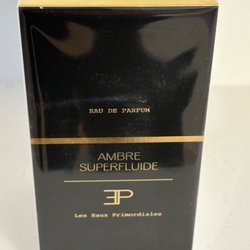 EAU DE PARFUM
AMBRE
SUPERFLUIDE
EP
Les Eaux Primordiales